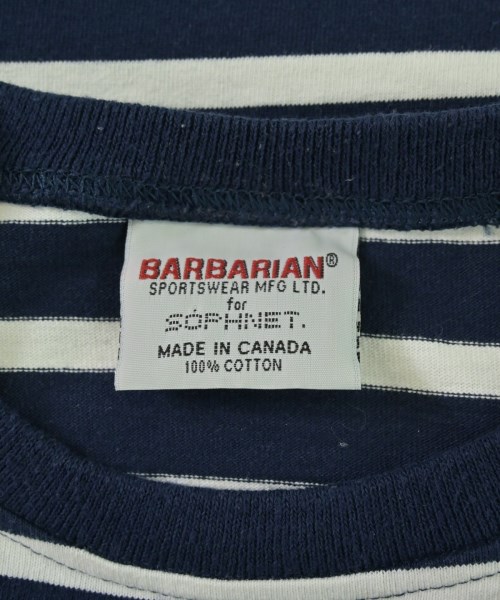 BARBARIAN®
SPORTSWEAR MFG LTD.
for
SOPHNET.
MADE IN CANADA
100% COTTON